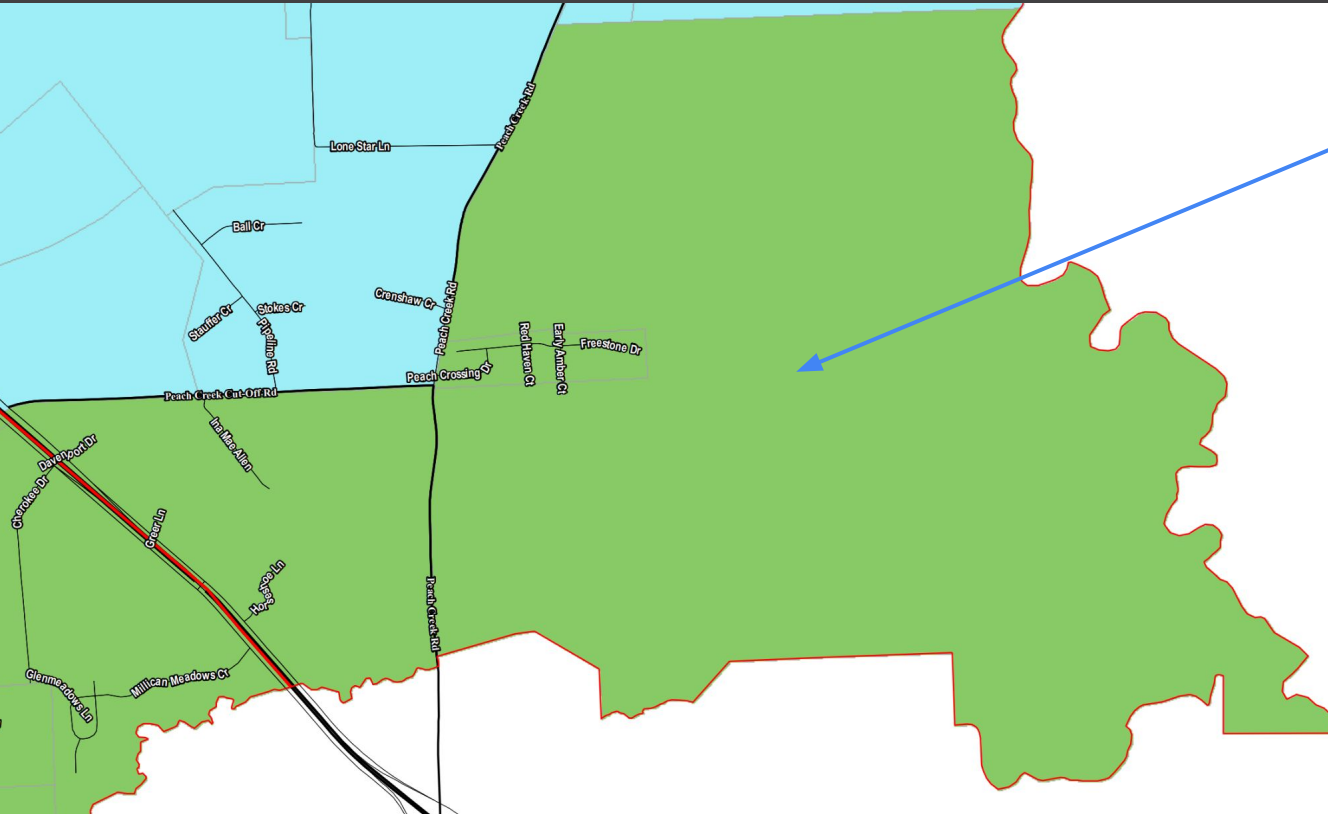 Peach Creek Rd
Lone Star Ln
Ball Cr
Crenshaw Cr
Stokes Cr
Stauffer Cr
Pipeline Rd
Peach Creek Rd
Red Haven Ct
Early Amber Ct
Freestone Dr
Peach Crossing Dr
Peach Creek Cut-Off Rd
Ina Mae Allen
Davenport Dr
Cherokee Dr
Greer Ln
Horseshoe Ln
Peach Creek Rd
Glenmeadows Ln
Millican Meadows Ct